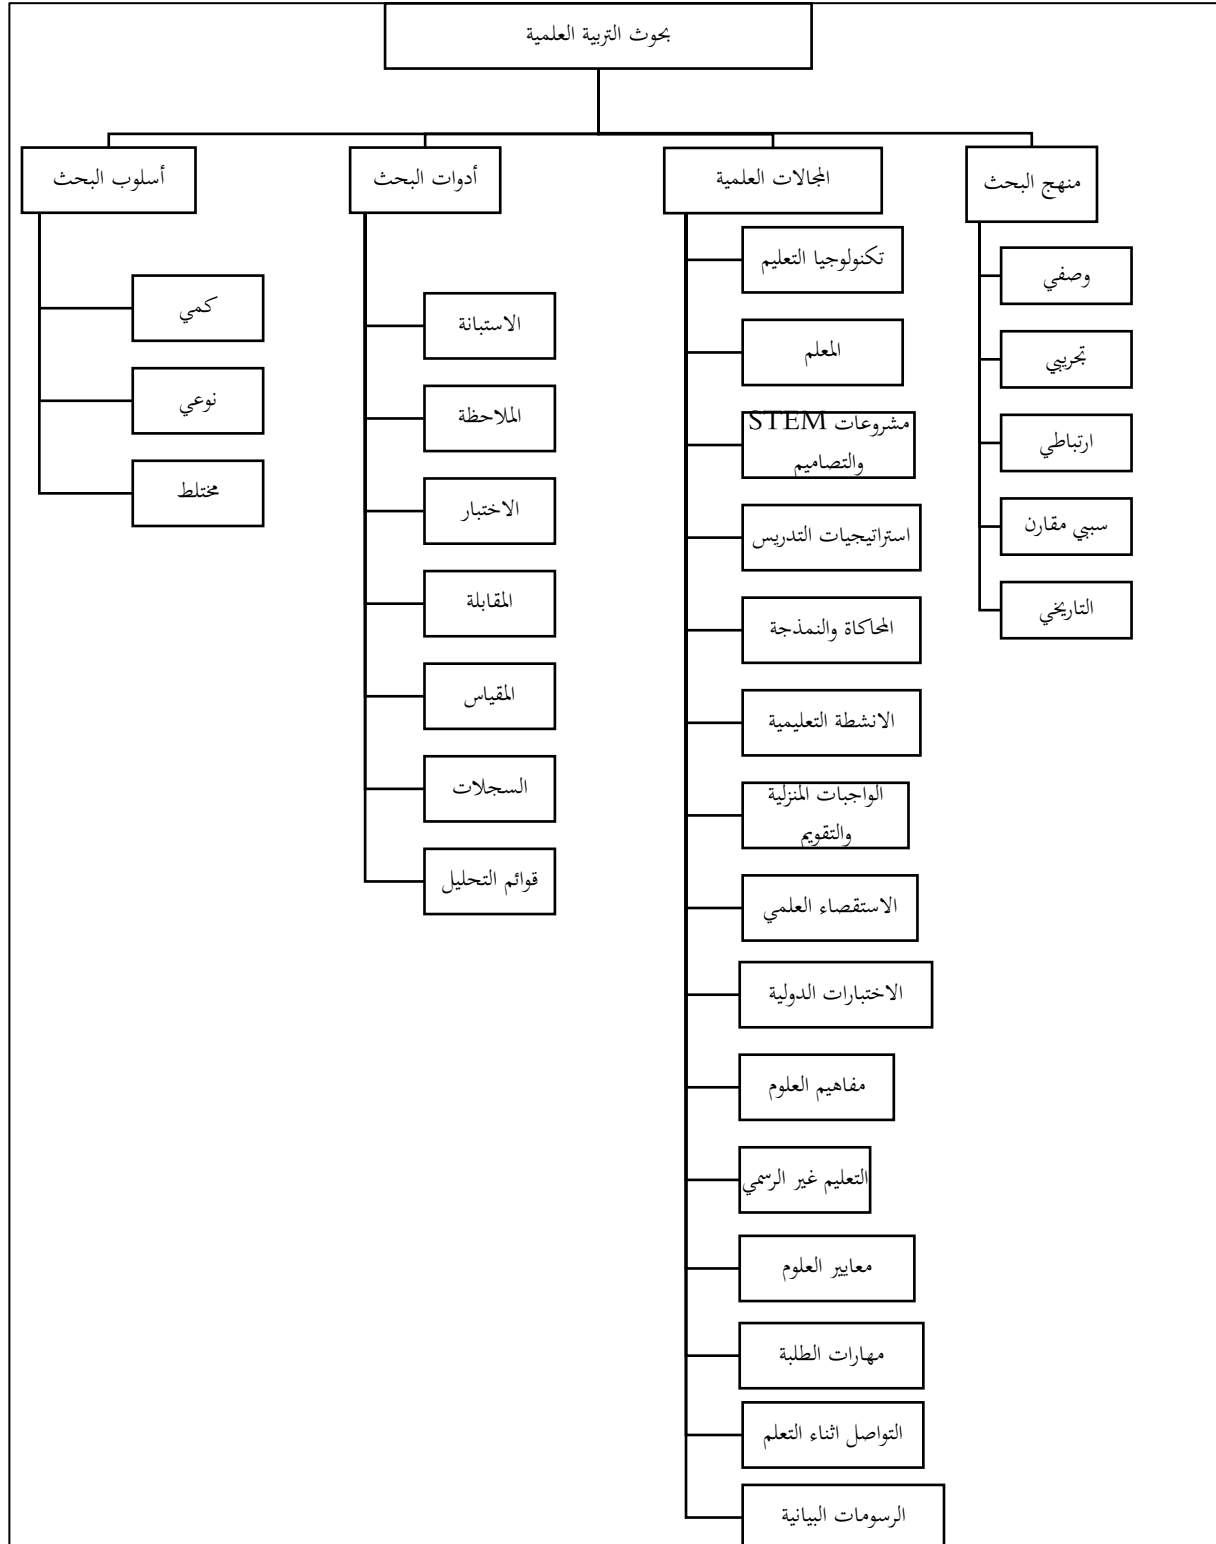 بحوث التربية العلمية
منهج البحث
وصفي
تجريبي
ارتباطي
سببي مقارن
التاريخي
المجالات العلمية
تكنولوجيا التعليم
المعلم
مشروعات STEM
والتصاميم
استراتيجيات التدريس
المحاكاة والنمذجة
الانشطة التعليمية
الواجبات المنزلية
والتقويم
الاستقصاء العلمي
الاختبارات الدولية
مفاهيم العلوم
التعليم غير الرسمي
معايير العلوم
مهارات الطلبة
التواصل اثناء التعلم
الرسومات البيانية
أدوات البحث
الاستبانة
الملاحظة
الاختبار
المقابلة
المقياس
السجلات
قوائم التحليل
أسلوب البحث
كمي
نوعي
مختلط